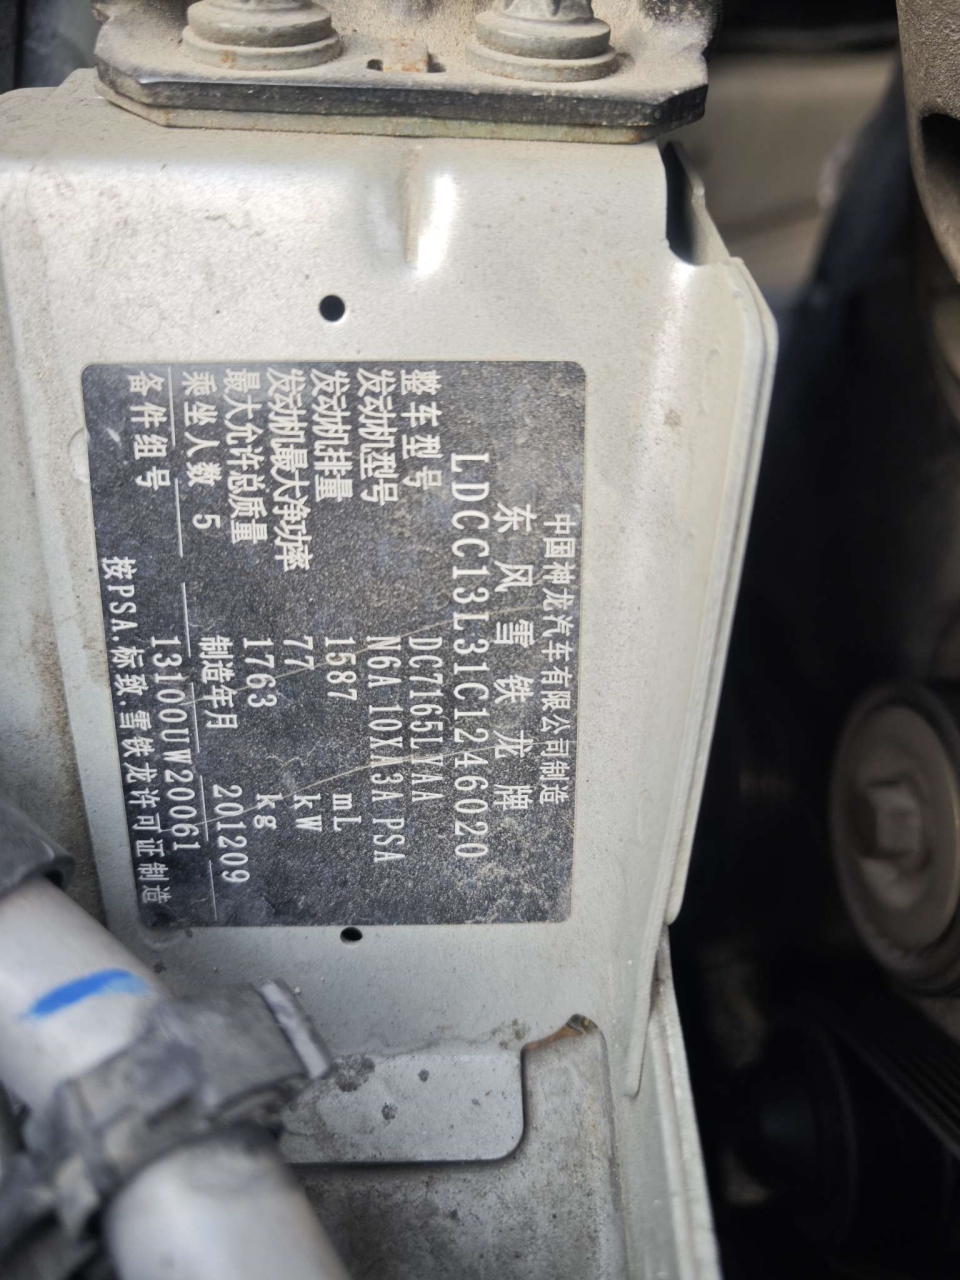 中国神龙汽车有限公司制造
东风雪铁龙牌
LDCC13L31C1246020
整车型号 DC7165LYAA
发动机型号 N6A 10XA3A PSA
发动机排量 1587 mL
发动机最大净功率 77 kW
最大允许总质量 1763 kg
乘坐人数 5 制造年月 201209
备件组号 13100UW20061
按PSA.标致.雪铁龙许可证制造